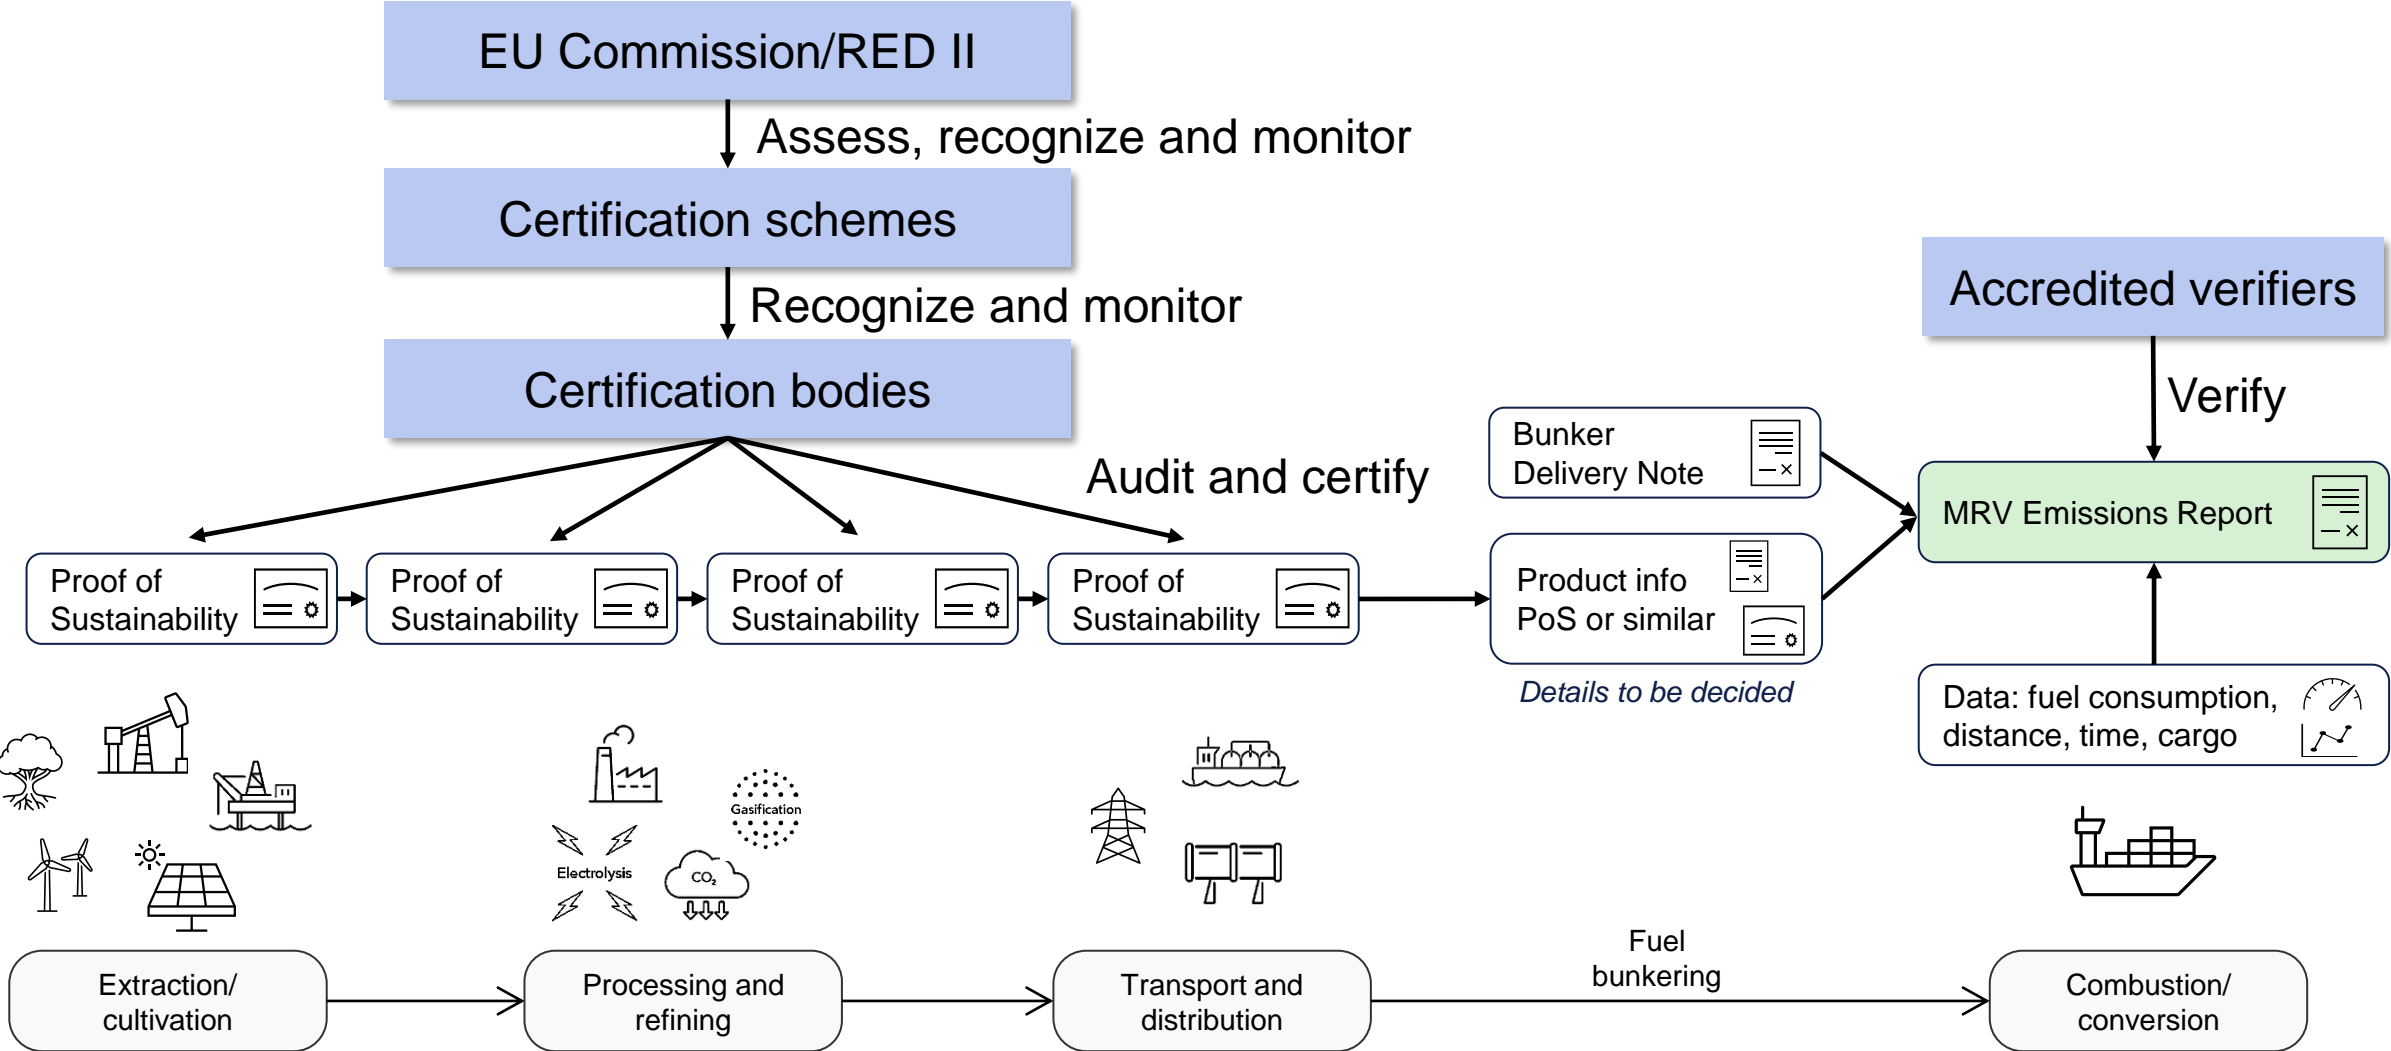 EU Commission/RED II
Assess, recognize and monitor
Certification schemes
Recognize and monitor
Certification bodies
Audit and certify
Accredited verifiers
Verify
Bunker
Delivery Note
MRV Emissions Report
Proof of
Sustainability
Proof of
Sustainability
Proof of
Sustainability
Proof of
Sustainability
Product info
PoS or similar
Details to be decided
Data: fuel consumption,
distance, time, cargo
Gasification
Electrolysis
CO₂
Extraction/
cultivation
Processing and
refining
Transport and
distribution
Fuel
bunkering
Combustion/
conversion